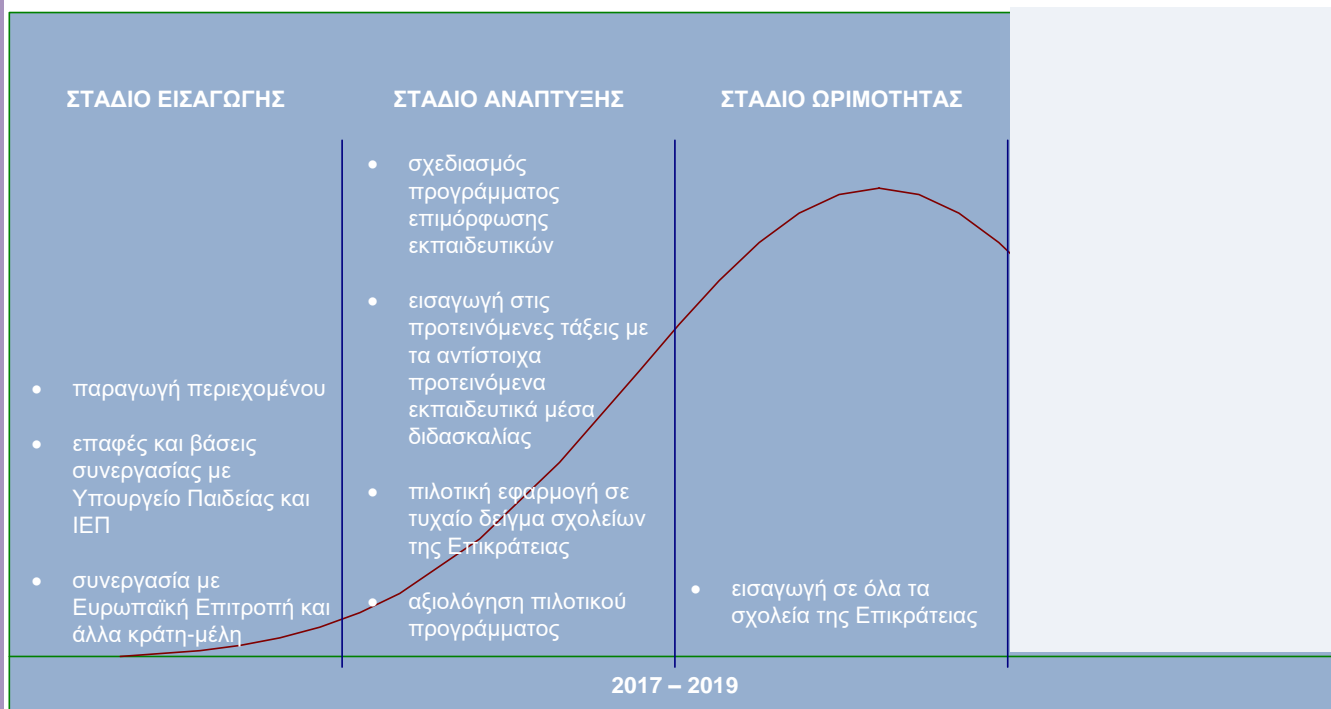 ΣΤΑΔΙΟ ΕΙΣΑΓΩΓΗΣ
• παραγωγή περιεχομένου
• επαφές και βάσεις
συνεργασίας με
Υπουργείο Παιδείας και
ΙΕΠ
• συνεργασία με
Ευρωπαϊκή Επιτροπή και
άλλα κράτη-μέλη
ΣΤΑΔΙΟ ΑΝΑΠΤΥΞΗΣ
• σχεδιασμός
προγράμματος
επιμόρφωσης
εκπαιδευτικών
• εισαγωγή στις
προτεινόμενες τάξεις με
τα αντίστοιχα
προτεινόμενα
εκπαιδευτικά μέσα
διδασκαλίας
• πιλοτική εφαρμογή σε
τυχαίο δείγμα σχολείων
της Επικράτειας
• αξιολόγηση πιλοτικού
προγράμματος
ΣΤΑΔΙΟ ΩΡΙΜΟΤΗΤΑΣ
• εισαγωγή σε όλα τα
σχολεία της Επικράτειας
2017 – 2019